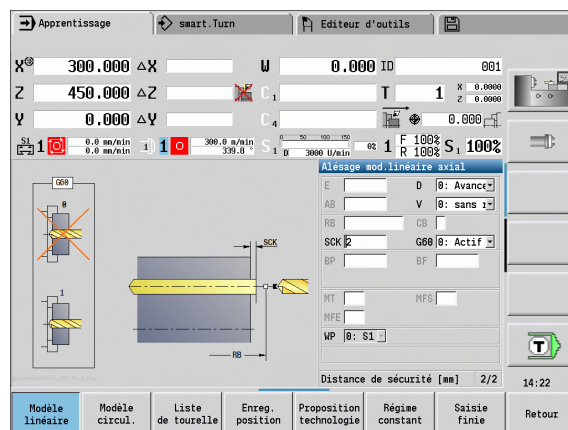 Apprentissage smart.Turn Editeur d'outils
X 300.000 △X W 0.000 ID 001
Z 450.000 △Z C1 T 1 X 0.0000 Z 0.0000
Y 0.000 △Y C4 0.000
S1 1 0.0 mm/min 0.0 mm/min 1 300.0 m/min 339.8 ° S1 0 50 100 150 0% D 3000 U/min 1 F 100% R 100% S1 100%
Alésage mod.linéaire axial
E D 0: Avance
AB V 0: sans
RB CB
SCK 2 G60 0: Actif
BP BF
MT MFS
MFE
WP 0: S1
Distance de sécurité [mm] 2/2
G60
0
1
SCK
RB
T
14:22
Modèle linéaire
Modèle circul.
Liste de tourelle
Enreg. position
Proposition technologie
Régime constant
Saisie finie
Retour